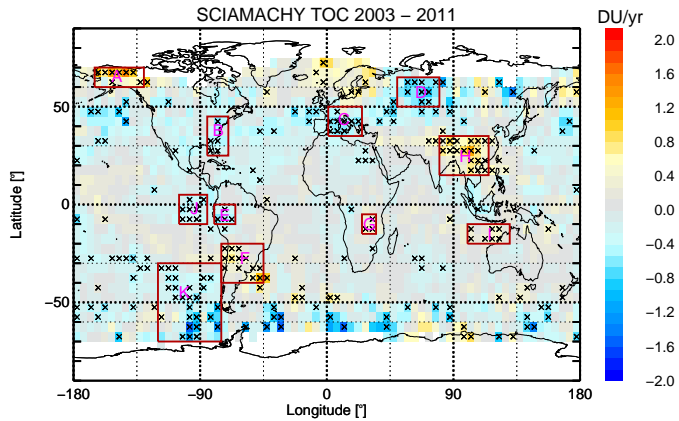 SCIAMACHY TOC 2003 – 2011
DU/yr
2.0
1.6
1.2
0.8
0.4
−0.0
−0.4
−0.8
−1.2
−1.6
−2.0
Latitude [°]
50
0
−50
A
B
C
D
H
J
E
G
I
F
K
−180
−90
0
90
180
Longitude [°]